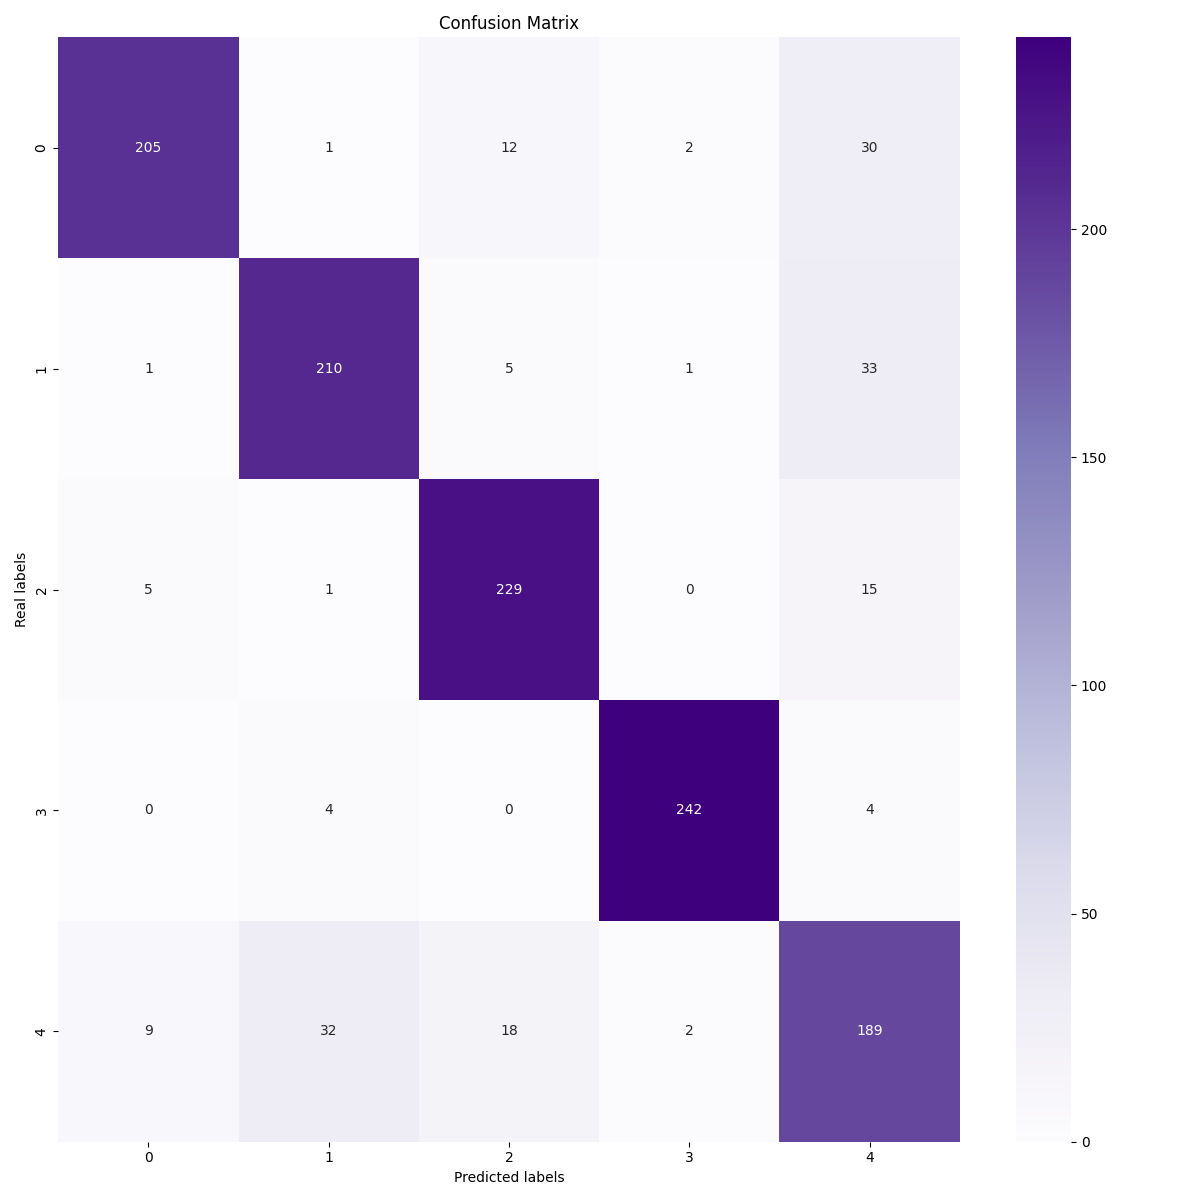 Confusion Matrix
0 205 1 12 2 30
1 1 210 5 1 33
2 5 1 229 0 15
3 0 4 0 242 4
4 9 32 18 2 189
0 1 2 3 4
Predicted labels
Real labels
200
150
100
50
0